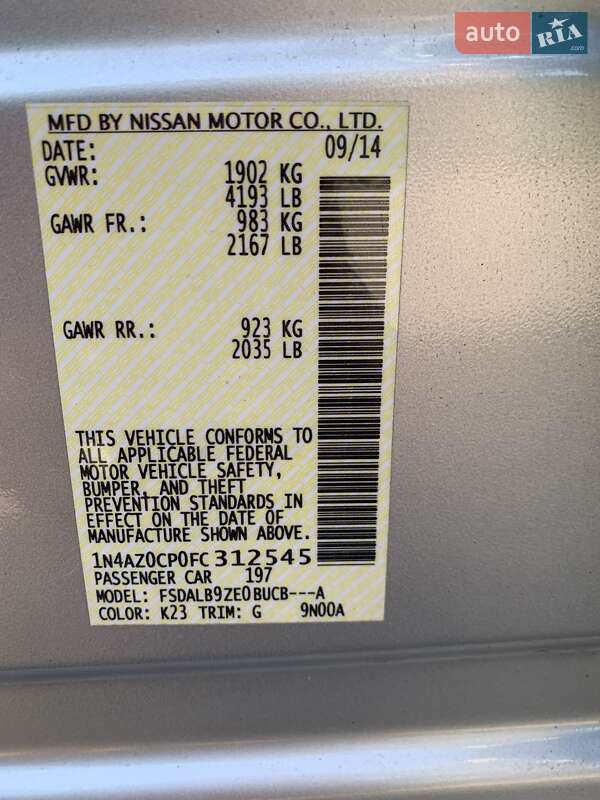 auto RIA.com
MFD BY NISSAN MOTOR CO., LTD.
DATE: 09/14
GVWR: 1902 KG
4193 LB
GAWR FR.: 983 KG
2167 LB
GAWR RR.: 923 KG
2035 LB
THIS VEHICLE CONFORMS TO
ALL APPLICABLE FEDERAL
MOTOR VEHICLE SAFETY,
BUMPER, AND THEFT
PREVENTION STANDARDS IN
EFFECT ON THE DATE OF
MANUFACTURE SHOWN ABOVE.
1N4AZ0CP0FC312545
PASSENGER CAR 197
MODEL: FSDALB9ZE0BUCB---A
COLOR: K23 TRIM: G 9N00A